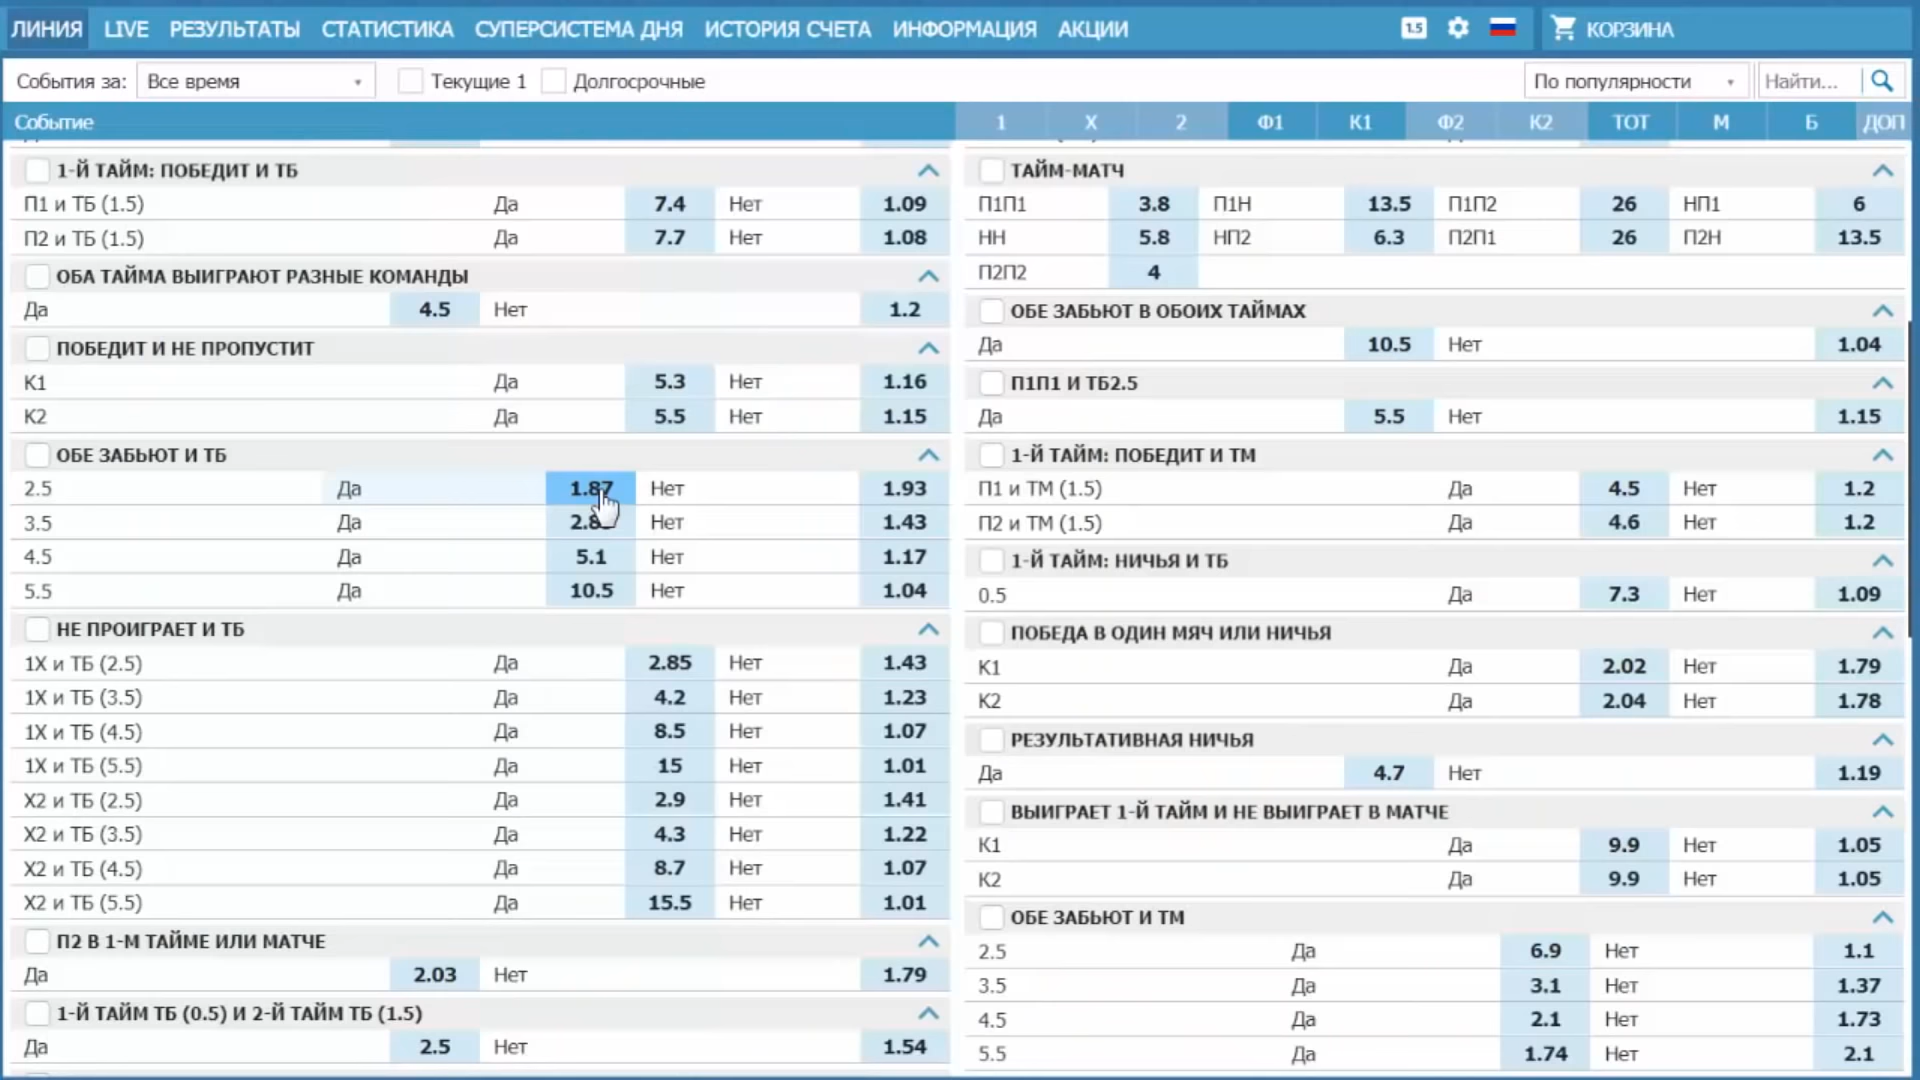 ЛИНИЯ LIVE РЕЗУЛЬТАТЫ СТАТИСТИКА СУПЕРСИСТЕМА ДНЯ ИСТОРИЯ СЧЕТА ИНФОРМАЦИЯ АКЦИИ 1.5 КОРЗИНА
События за: Все время Текущие 1 Долгосрочные По популярности Найти...
Событие 1 X 2 Ф1 К1 Ф2 К2 ТОТ М Б ДОП
1-Й ТАЙМ: ПОБЕДИТ И ТБ
П1 и ТБ (1.5) Да 7.4 Нет 1.09
П2 и ТБ (1.5) Да 7.7 Нет 1.08
ОБА ТАЙМА ВЫИГРАЮТ РАЗНЫЕ КОМАНДЫ
Да 4.5 Нет 1.2
ПОБЕДИТ И НЕ ПРОПУСТИТ
К1 Да 5.3 Нет 1.16
К2 Да 5.5 Нет 1.15
ОБЕ ЗАБЬЮТ И ТБ
2.5 Да 1.87 Нет 1.93
3.5 Да Нет 1.43
4.5 Да 5.1 Нет 1.17
5.5 Да 10.5 Нет 1.04
НЕ ПРОИГРАЕТ И ТБ
1X и ТБ (2.5) Да 2.85 Нет 1.43
1X и ТБ (3.5) Да 4.2 Нет 1.23
1X и ТБ (4.5) Да 8.5 Нет 1.07
1X и ТБ (5.5) Да 15 Нет 1.01
X2 и ТБ (2.5) Да 2.9 Нет 1.41
X2 и ТБ (3.5) Да 4.3 Нет 1.22
X2 и ТБ (4.5) Да 8.7 Нет 1.07
X2 и ТБ (5.5) Да 15.5 Нет 1.01
П2 В 1-М ТАЙМЕ ИЛИ МАТЧЕ
Да 2.03 Нет 1.79
1-Й ТАЙМ ТБ (0.5) И 2-Й ТАЙМ ТБ (1.5)
Да 2.5 Нет 1.54
ТАЙМ-МАТЧ
П1П1 3.8 П1Н 13.5 П1П2 26 НП1 6
НН 5.8 НП2 6.3 П2П1 26 П2Н 13.5
П2П2 4
ОБЕ ЗАБЬЮТ В ОБОИХ ТАЙМАХ
Да 10.5 Нет 1.04
П1П1 И ТБ2.5
Да 5.5 Нет 1.15
1-Й ТАЙМ: ПОБЕДИТ И ТМ
П1 и ТМ (1.5) Да 4.5 Нет 1.2
П2 и ТМ (1.5) Да 4.6 Нет 1.2
1-Й ТАЙМ: НИЧЬЯ И ТБ
0.5 Да 7.3 Нет 1.09
ПОБЕДА В ОДИН МЯЧ ИЛИ НИЧЬЯ
К1 Да 2.02 Нет 1.79
К2 Да 2.04 Нет 1.78
РЕЗУЛЬТАТИВНАЯ НИЧЬЯ
Да 4.7 Нет 1.19
ВЫИГРАЕТ 1-Й ТАЙМ И НЕ ВЫИГРАЕТ В МАТЧЕ
К1 Да 9.9 Нет 1.05
К2 Да 9.9 Нет 1.05
ОБЕ ЗАБЬЮТ И ТМ
2.5 Да 6.9 Нет 1.1
3.5 Да 3.1 Нет 1.37
4.5 Да 2.1 Нет 1.73
5.5 Да 1.74 Нет 2.1